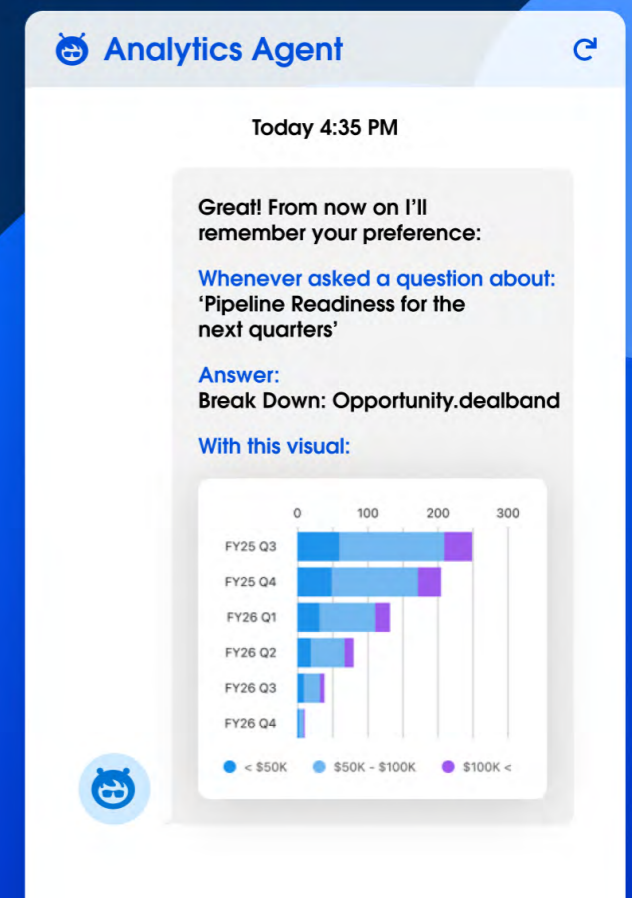 Analytics Agent
Today 4:35 PM
Great! From now on I’ll
remember your preference:
Whenever asked a question about:
‘Pipeline Readiness for the
next quarters’
Answer:
Break Down: Opportunity.dealband
With this visual:
0 100 200 300
FY25 Q3
FY25 Q4
FY26 Q1
FY26 Q2
FY26 Q3
FY26 Q4
< $50K $50K - $100K $100K <